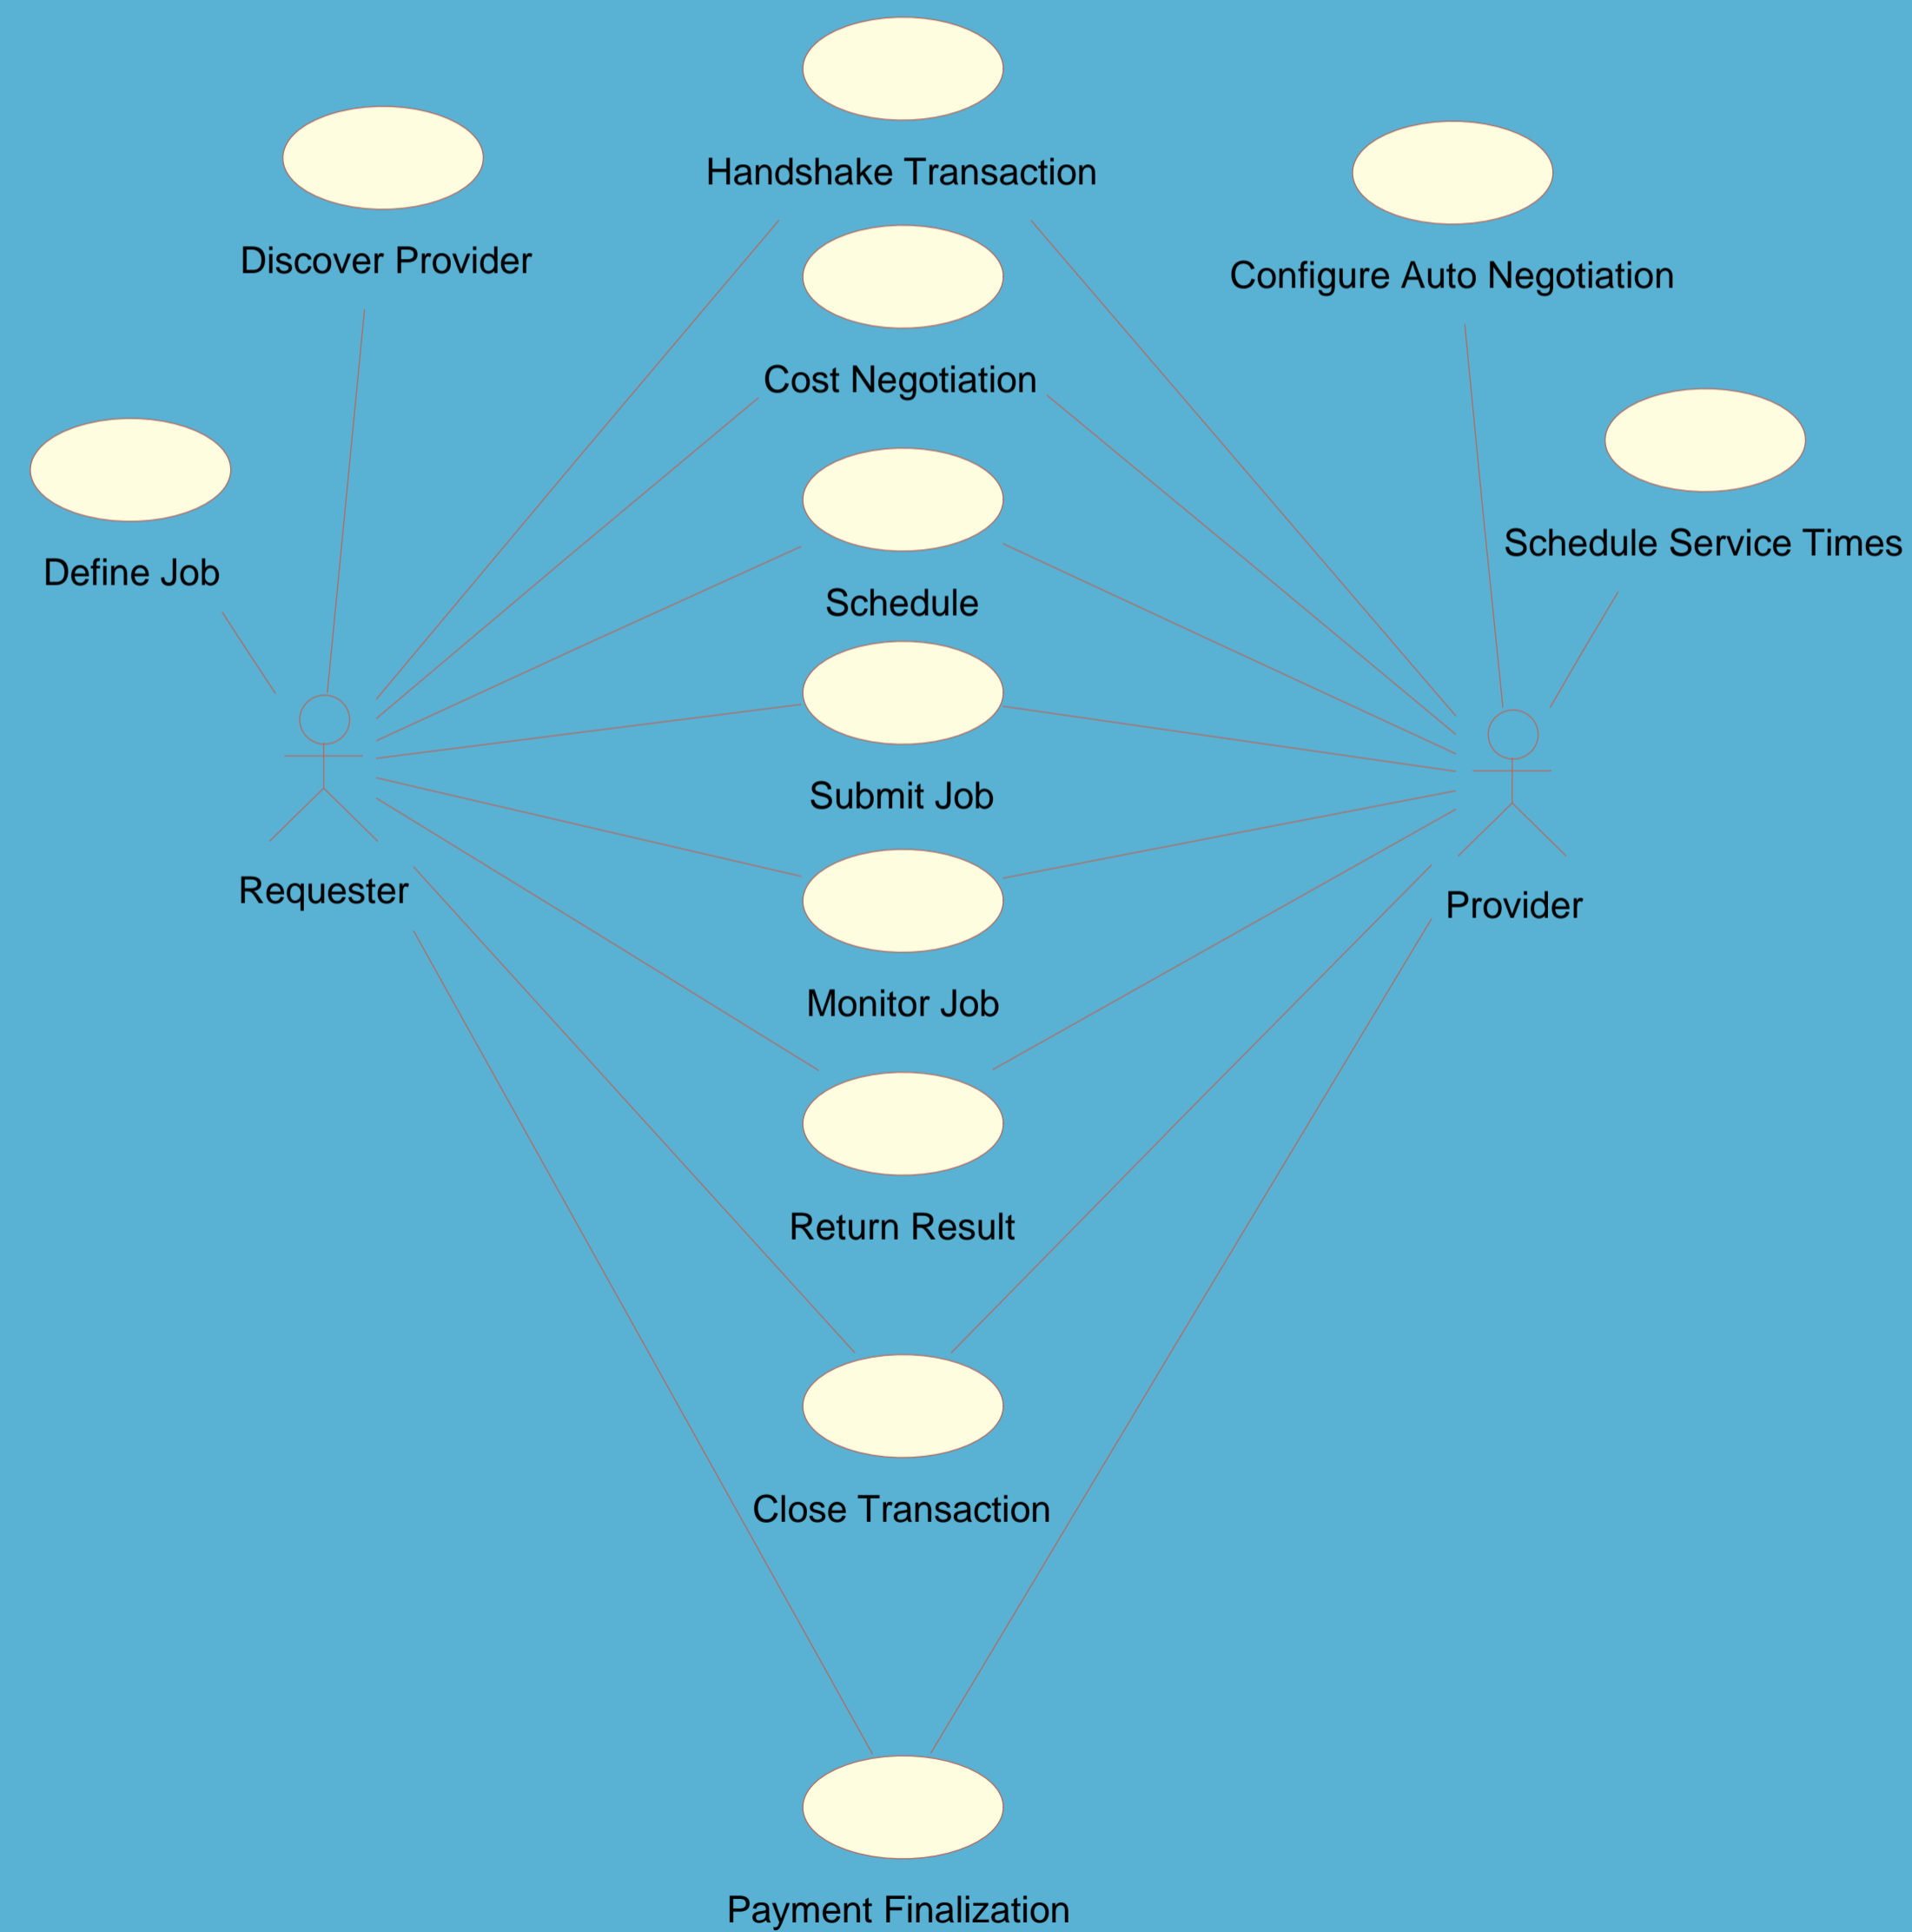 Handshake Transaction
Discover Provider
Configure Auto Negotiation
Cost Negotiation
Schedule Service Times
Define Job
Schedule
Submit Job
Requester
Provider
Monitor Job
Return Result
Close Transaction
Payment Finalization